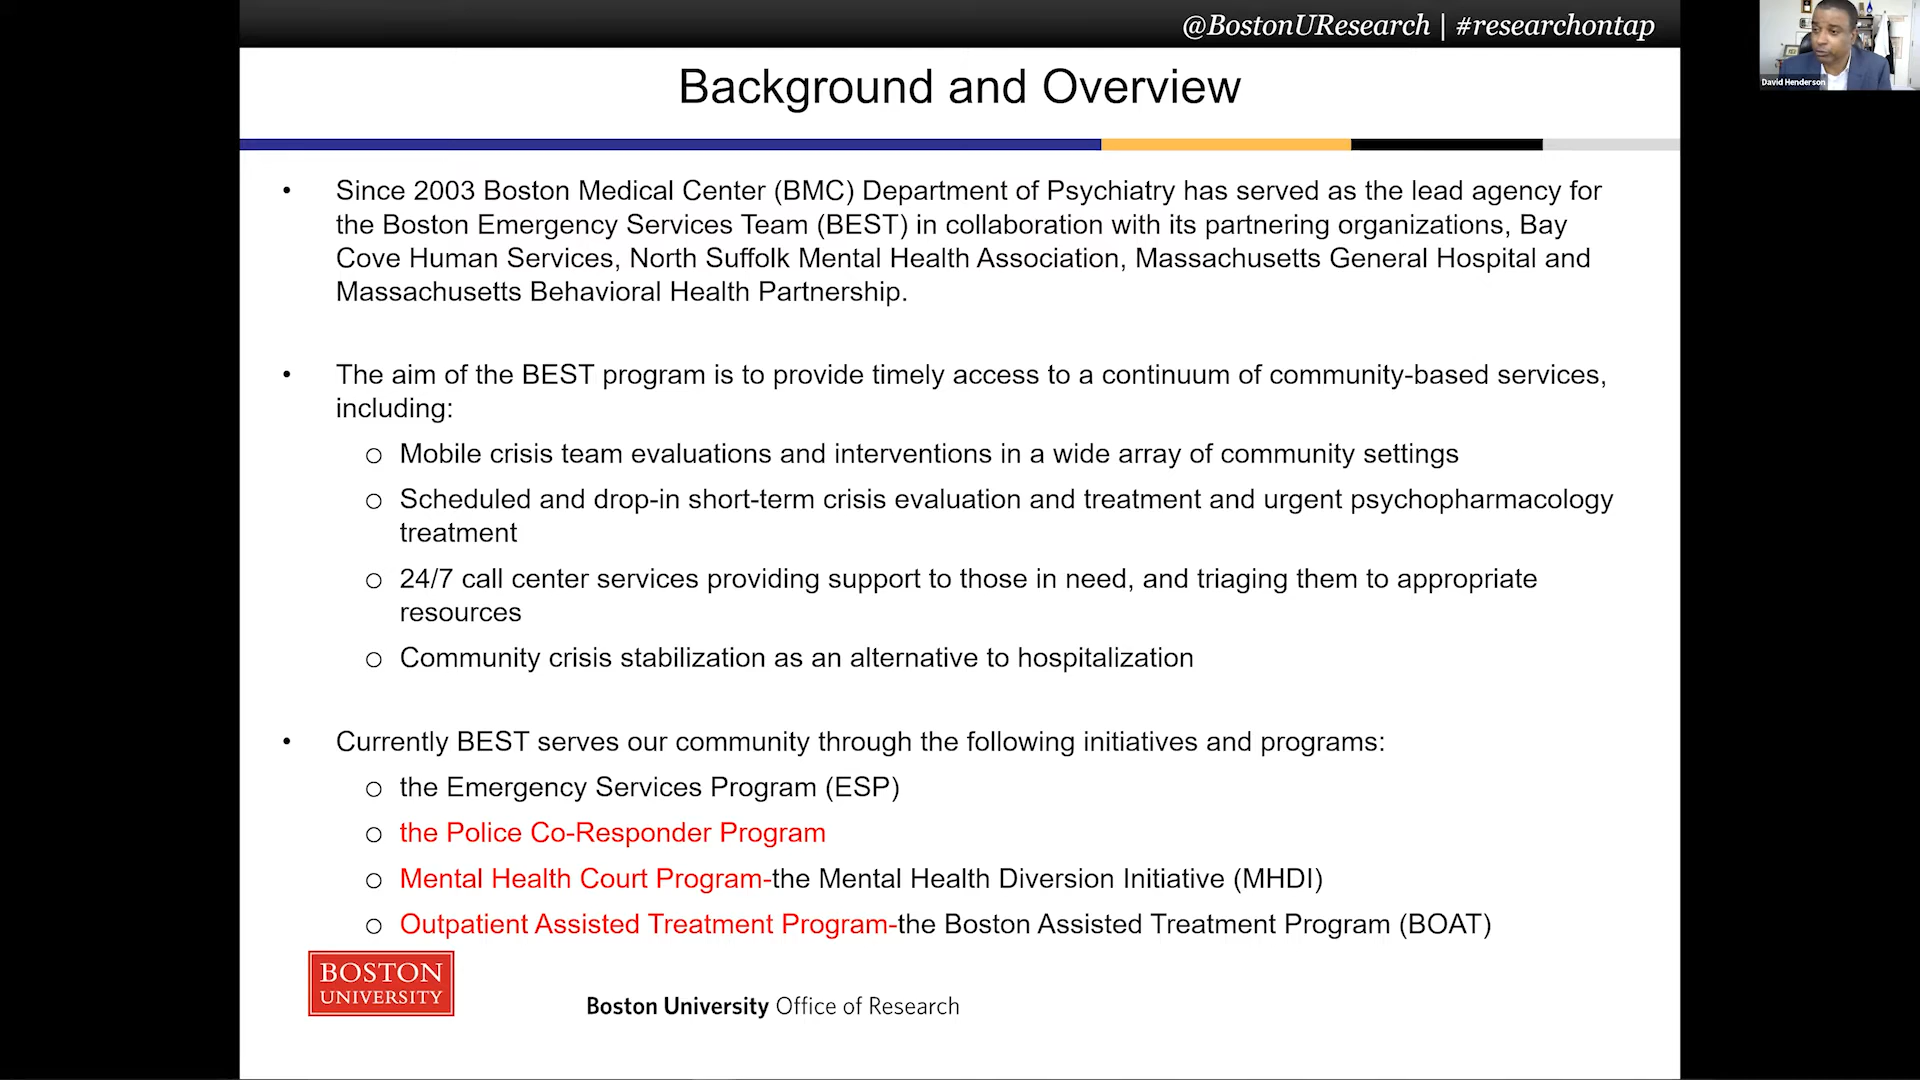 @BostonUResearch | #researchontap
David Henderson
Background and Overview
• Since 2003 Boston Medical Center (BMC) Department of Psychiatry has served as the lead agency for
the Boston Emergency Services Team (BEST) in collaboration with its partnering organizations, Bay
Cove Human Services, North Suffolk Mental Health Association, Massachusetts General Hospital and
Massachusetts Behavioral Health Partnership.
• The aim of the BEST program is to provide timely access to a continuum of community-based services,
including:
o Mobile crisis team evaluations and interventions in a wide array of community settings
o Scheduled and drop-in short-term crisis evaluation and treatment and urgent psychopharmacology
treatment
o 24/7 call center services providing support to those in need, and triaging them to appropriate
resources
o Community crisis stabilization as an alternative to hospitalization
• Currently BEST serves our community through the following initiatives and programs:
o the Emergency Services Program (ESP)
o the Police Co-Responder Program
o Mental Health Court Program-the Mental Health Diversion Initiative (MHDI)
o Outpatient Assisted Treatment Program-the Boston Assisted Treatment Program (BOAT)
BOSTON
UNIVERSITY
Boston University Office of Research